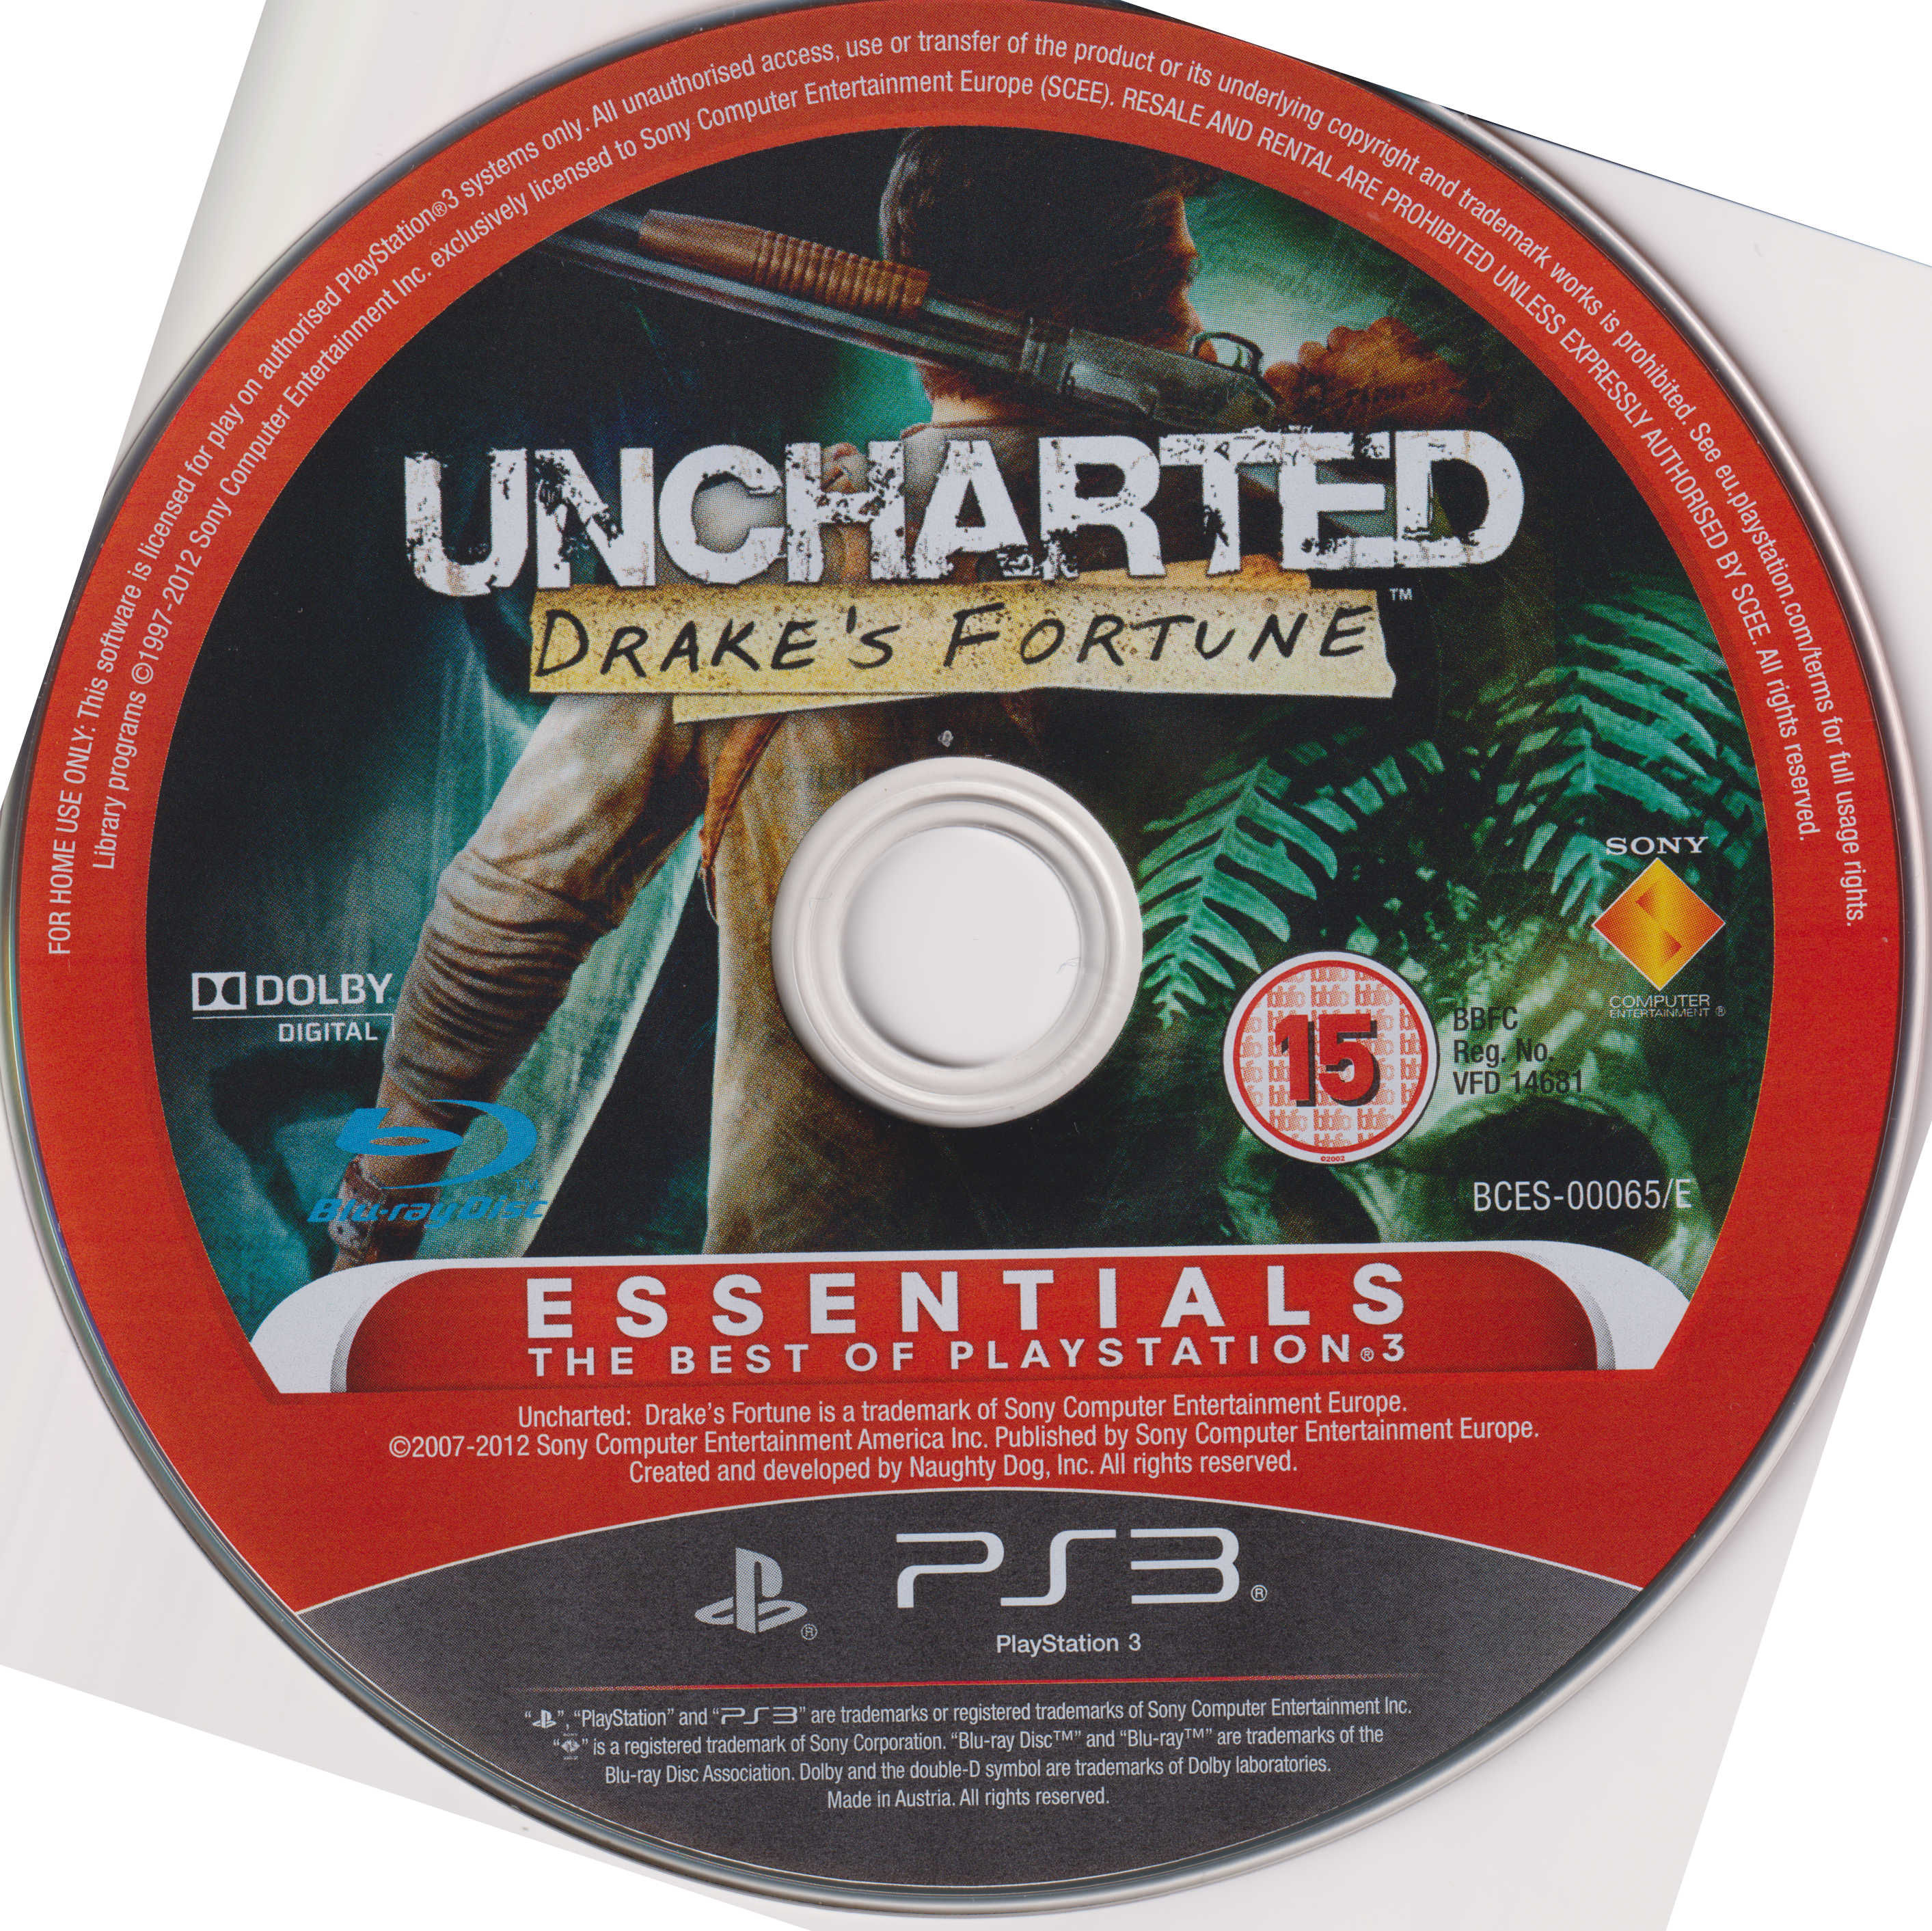 FOR HOME USE ONLY: This software is licensed for play on authorised PlayStation®3 systems only. All unauthorised access, use or transfer of the product or its underlying copyright and trademark works is prohibited. See eu.playstation.com/terms for full usage rights.
Library programs ©1997-2012 Sony Computer Entertainment Inc. exclusively licensed to Sony Computer Entertainment Europe (SCEE). RESALE AND RENTAL ARE PROHIBITED UNLESS EXPRESSLY AUTHORISED BY SCEE. All rights reserved.
UNCHARTED
DRAKE'S FORTUNE™
SONY
COMPUTER
ENTERTAINMENT ®
DOLBY
DIGITAL
15
©2002
BBFC
Reg. No.
VFD 14681
Blu-ray Disc™
BCES-00065/E
ESSENTIALS
THE BEST OF PLAYSTATION®3
Uncharted: Drake's Fortune is a trademark of Sony Computer Entertainment Europe.
©2007-2012 Sony Computer Entertainment America Inc. Published by Sony Computer Entertainment Europe.
Created and developed by Naughty Dog, Inc. All rights reserved.
PS3®
PlayStation 3
“ ”, “PlayStation” and “PS3” are trademarks or registered trademarks of Sony Computer Entertainment Inc.
“ ” is a registered trademark of Sony Corporation. “Blu-ray Disc™” and “Blu-ray™” are trademarks of the
Blu-ray Disc Association. Dolby and the double-D symbol are trademarks of Dolby laboratories.
Made in Austria. All rights reserved.